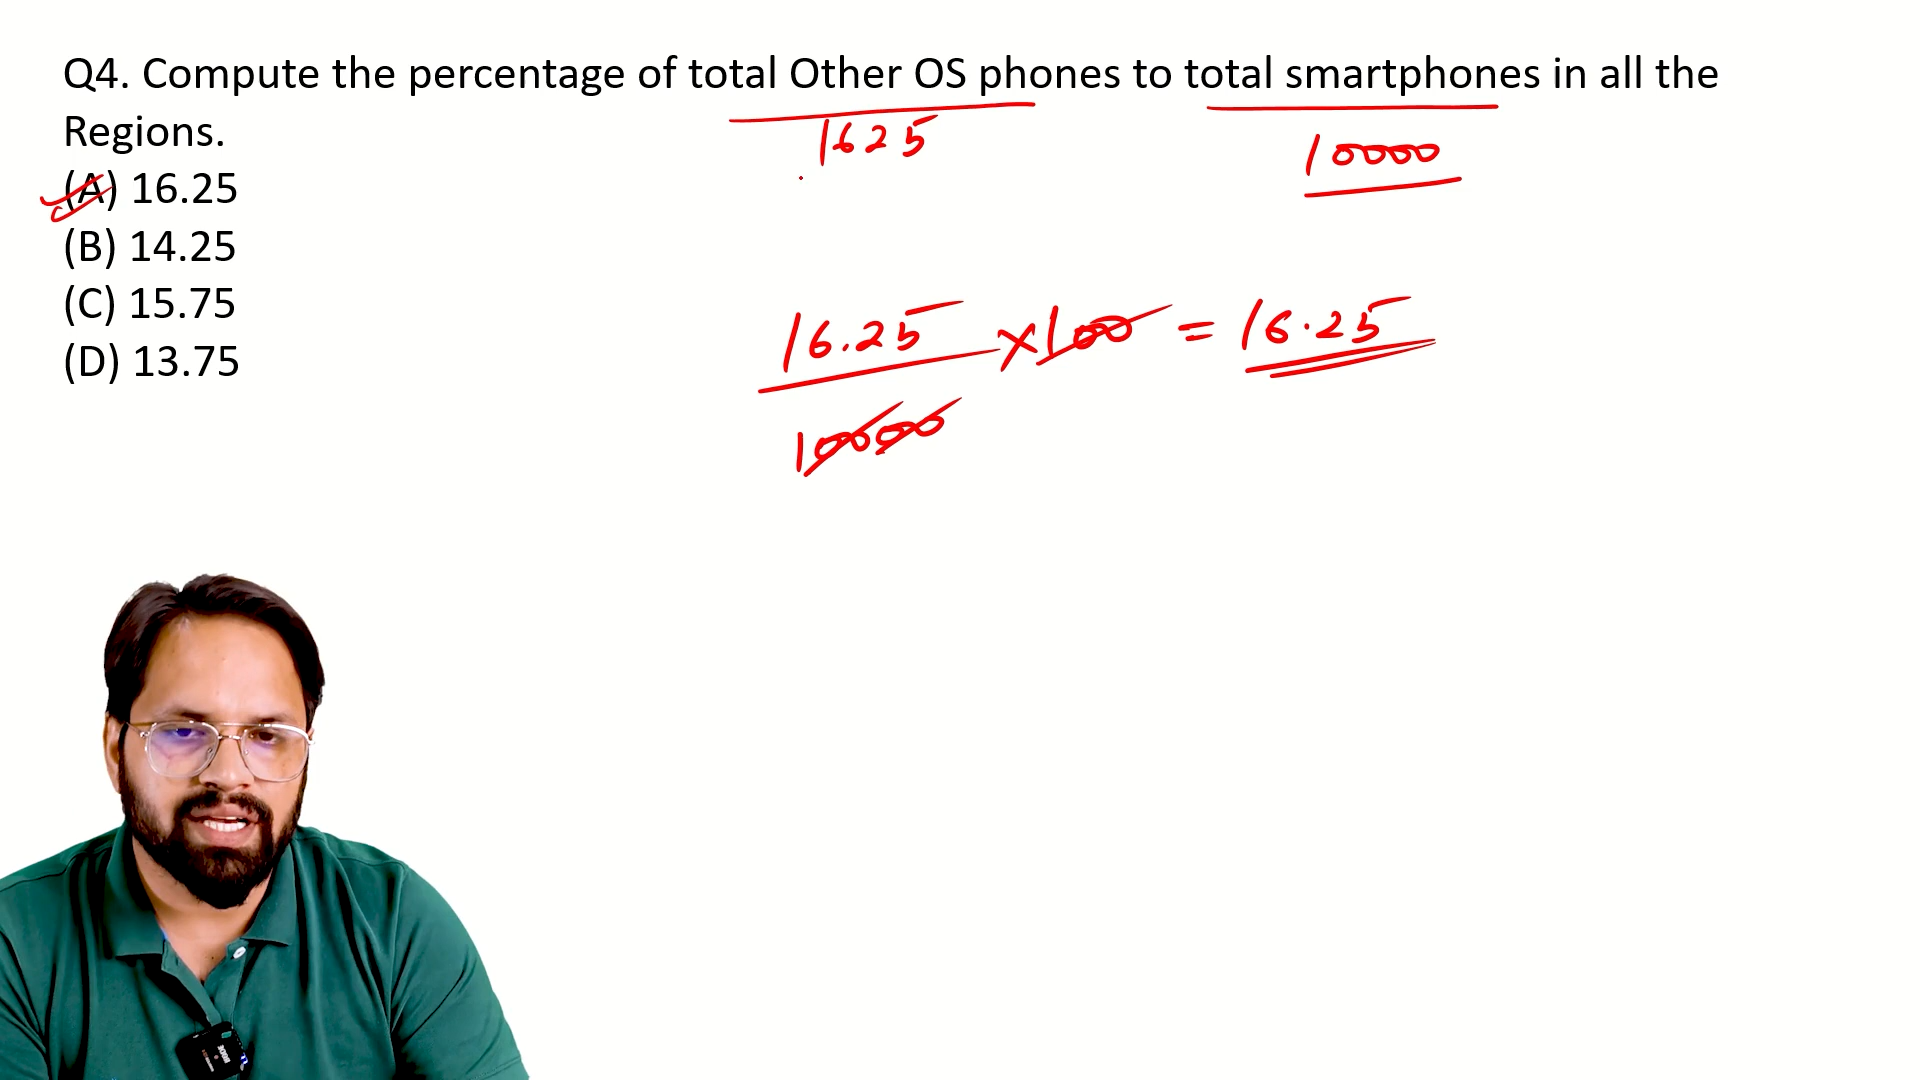 Q4. Compute the percentage of total Other OS phones to total smartphones in all the
Regions.
1625
10000
(A) 16.25
(B) 14.25
(C) 15.75
(D) 13.75
16.25 × 100 = 16.25
10000